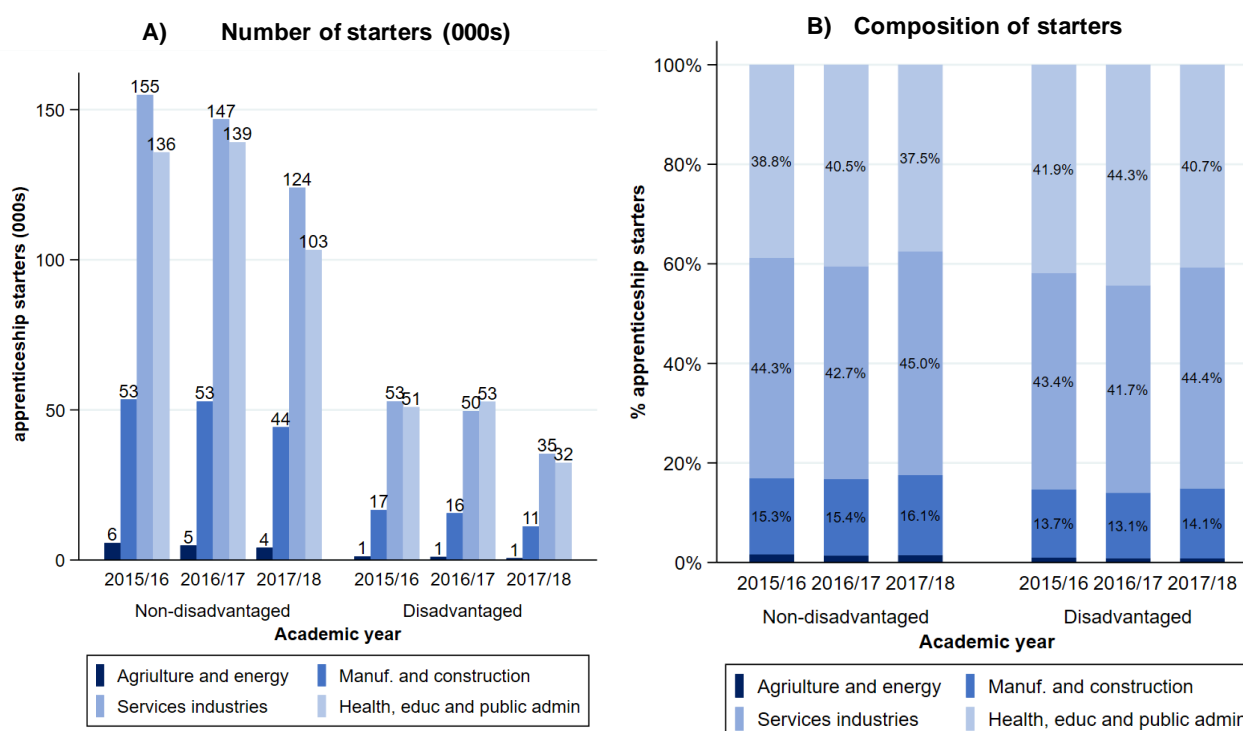 A) Number of starters (000s)
apprenticeship starters (000s)
150
100
50
0
6
53
155
136
5
53
147
139
4
44
124
103
1
17
53
51
1
16
50
53
1
11
35
32
2015/16 2016/17 2017/18 2015/16 2016/17 2017/18
Non-disadvantaged Disadvantaged
Academic year
Agriulture and energy Manuf. and construction
Services industries Health, educ and public admin
B) Composition of starters
% apprenticeship starters
100%
80%
60%
40%
20%
0%
38.8% 40.5% 37.5% 41.9% 44.3% 40.7%
44.3% 42.7% 45.0% 43.4% 41.7% 44.4%
15.3% 15.4% 16.1% 13.7% 13.1% 14.1%
2015/16 2016/17 2017/18 2015/16 2016/17 2017/18
Non-disadvantaged Disadvantaged
Academic year
Agriulture and energy Manuf. and construction
Services industries Health, educ and public admin